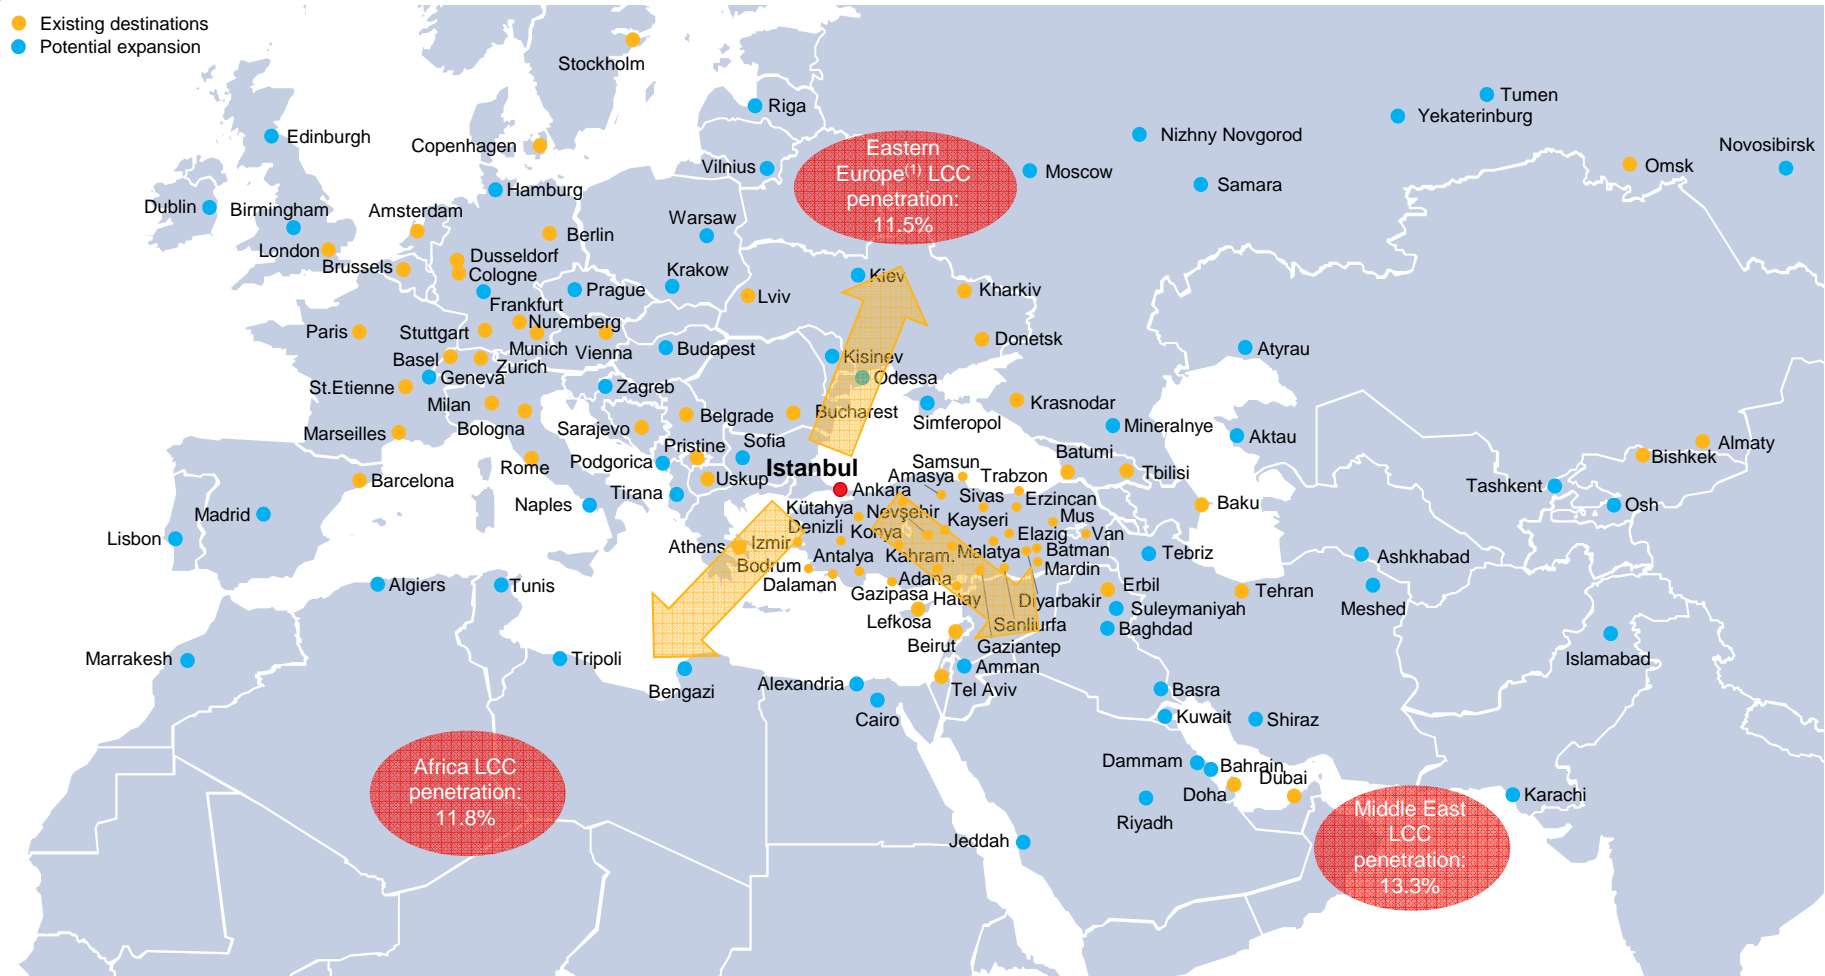 Existing destinations
Potential expansion
Stockholm
Riga
Tumen
Yekaterinburg
Edinburgh
Copenhagen
Nizhny Novgorod
Novosibirsk
Eastern
Europe(1) LCC
penetration:
11.5%
Vilnius
Moscow
Omsk
Samara
Hamburg
Dublin
Birmingham
Amsterdam
Warsaw
Berlin
London
Brussels
Dusseldorf
Cologne
Krakow
Kiev
Prague
Lviv
Kharkiv
Frankfurt
Nuremberg
Paris
Stuttgart
Munich
Vienna
Budapest
Donetsk
Atyrau
Basel
Zurich
Kisinev
Geneva
Odessa
St.Etienne
Zagreb
Milan
Belgrade
Bucharest
Krasnodar
Simferopol
Mineralnye
Aktau
Marseilles
Bologna
Sarajevo
Pristine
Sofia
Almaty
Bishkek
Rome
Podgorica
Istanbul
Samsun
Batumi
Tbilisi
Barcelona
Uskup
Amasya
Trabzon
Tashkent
Tirana
Ankara
Sivas
Erzincan
Baku
Osh
Naples
Madrid
Kütahya
Nevşehir
Kayseri
Mus
Denizli
Konya
Elazig
Van
Lisbon
Athens
Izmir
Antalya
Kahram
Malatya
Batman
Tebriz
Ashkhabad
Bodrum
Mardin
Algiers
Tunis
Dalaman
Adana
Erbil
Tehran
Meshed
Gazipasa
Hatay
Diyarbakir
Suleymaniyah
Lefkosa
Sanliurfa
Baghdad
Beirut
Gaziantep
Marrakesh
Tripoli
Amman
Islamabad
Bengazi
Alexandria
Tel Aviv
Basra
Cairo
Kuwait
Shiraz
Africa LCC
penetration:
11.8%
Dammam
Bahrain
Dubai
Doha
Karachi
Riyadh
Middle East
LCC
penetration:
13.3%
Jeddah